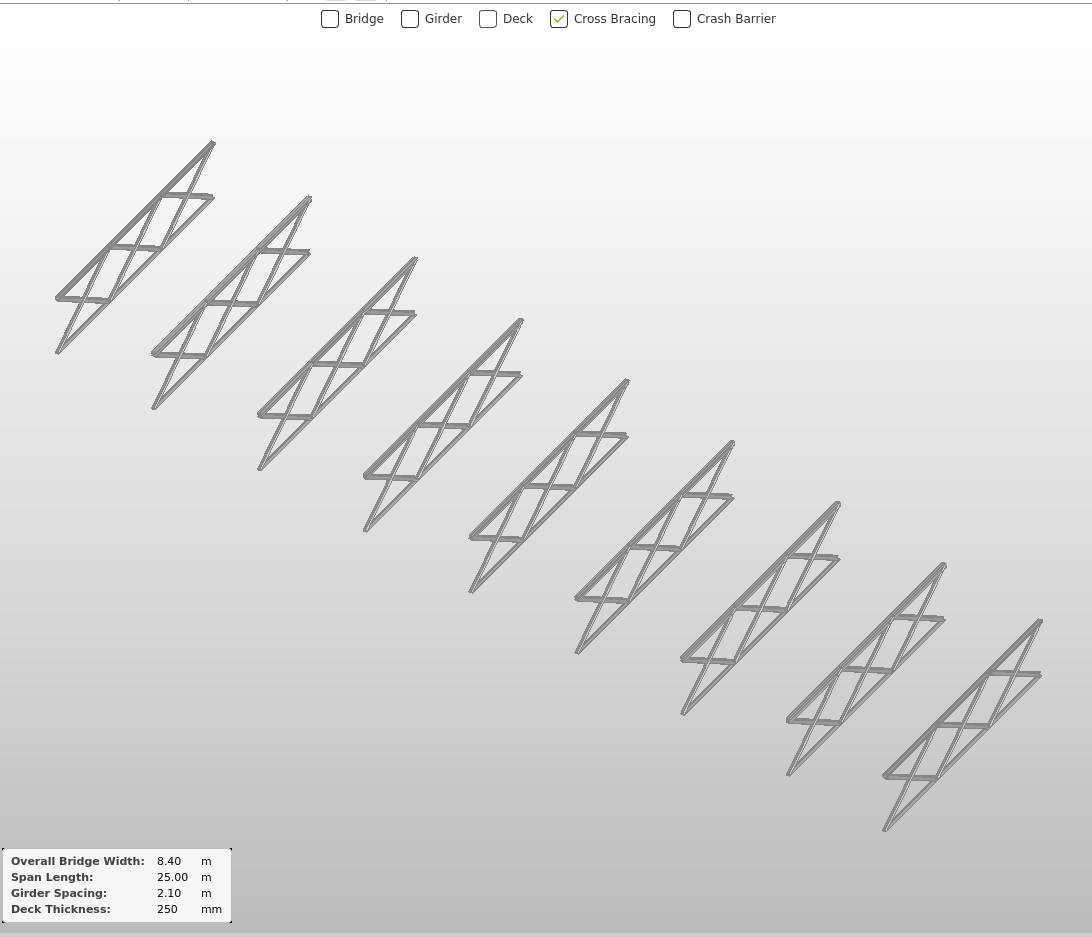 Bridge Girder Deck Cross Bracing Crash Barrier
Overall Bridge Width: 8.40 m
Span Length: 25.00 m
Girder Spacing: 2.10 m
Deck Thickness: 250 mm